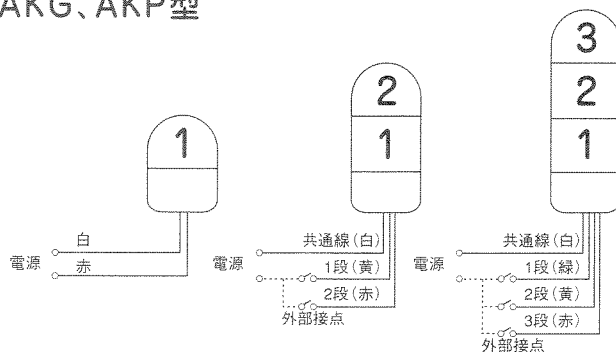 AKG、AKP型
1
白
電源
赤
2
1
共通線(白)
電源
1段(黄)
2段(赤)
外部接点
3
2
1
共通線(白)
電源
1段(緑)
2段(黄)
3段(赤)
外部接点